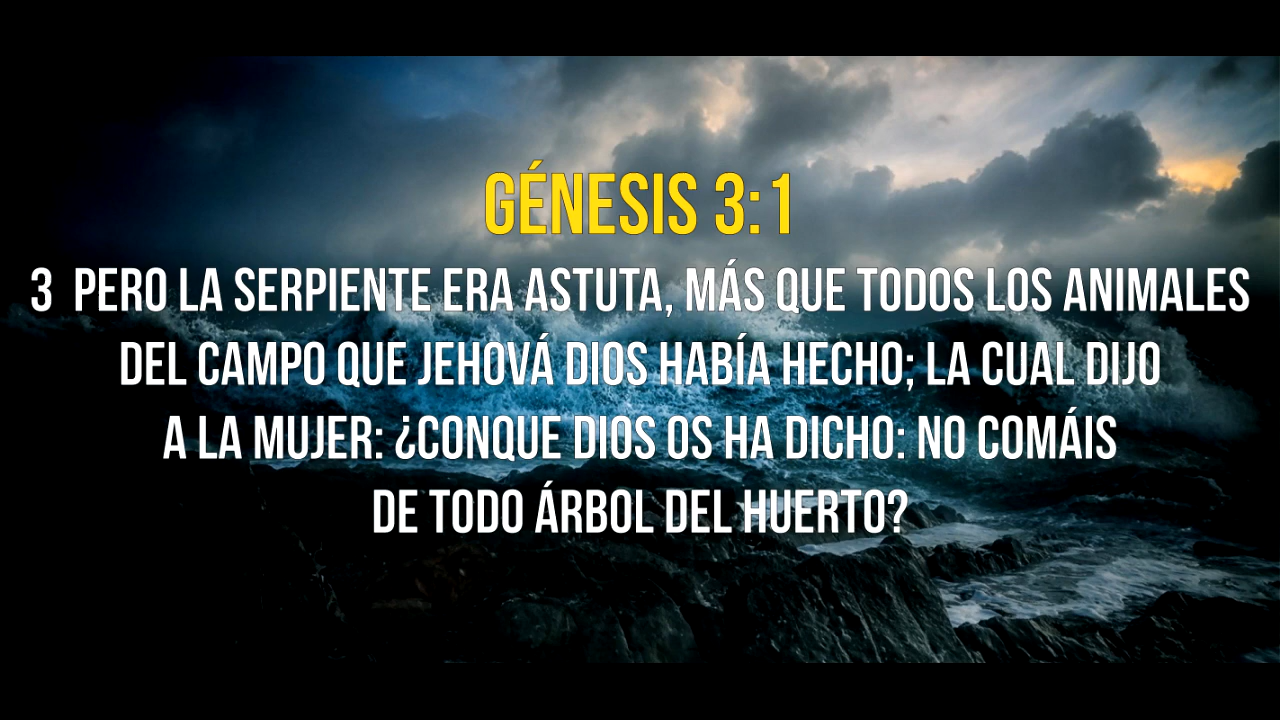 GÉNESIS 3:1
3 PERO LA SERPIENTE ERA ASTUTA, MÁS QUE TODOS LOS ANIMALES
DEL CAMPO QUE JEHOVÁ DIOS HABÍA HECHO; LA CUAL DIJO
A LA MUJER: ¿CONQUE DIOS OS HA DICHO: NO COMÁIS
DE TODO ÁRBOL DEL HUERTO?